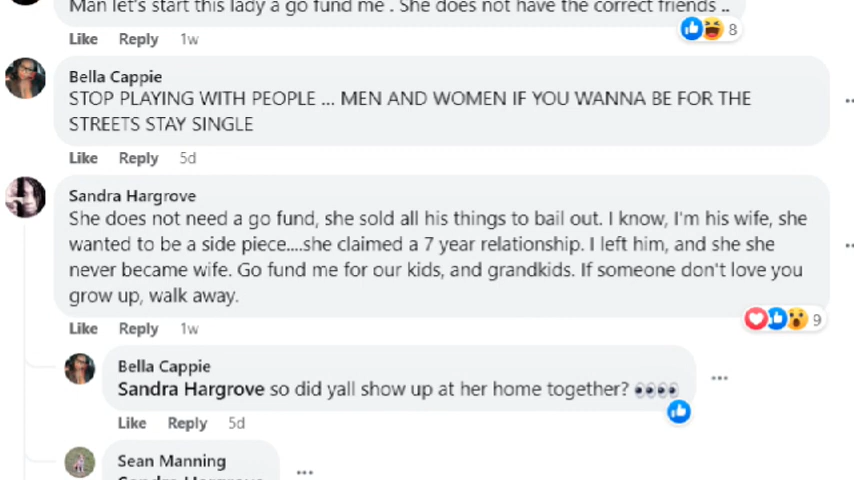 Man let's start this lady a go fund me . She does not have the correct friends ..
8
Like Reply 1w
Bella Cappie
STOP PLAYING WITH PEOPLE ... MEN AND WOMEN IF YOU WANNA BE FOR THE
STREETS STAY SINGLE
Like Reply 5d
Sandra Hargrove
She does not need a go fund, she sold all his things to bail out. I know, I'm his wife, she
wanted to be a side piece....she claimed a 7 year relationship. I left him, and she she
never became wife. Go fund me for our kids, and grandkids. If someone don't love you
grow up, walk away.
9
Like Reply 1w
Bella Cappie
Sandra Hargrove so did yall show up at her home together? 👀👀
Like Reply 5d
Sean Manning
Sandra Hargrove